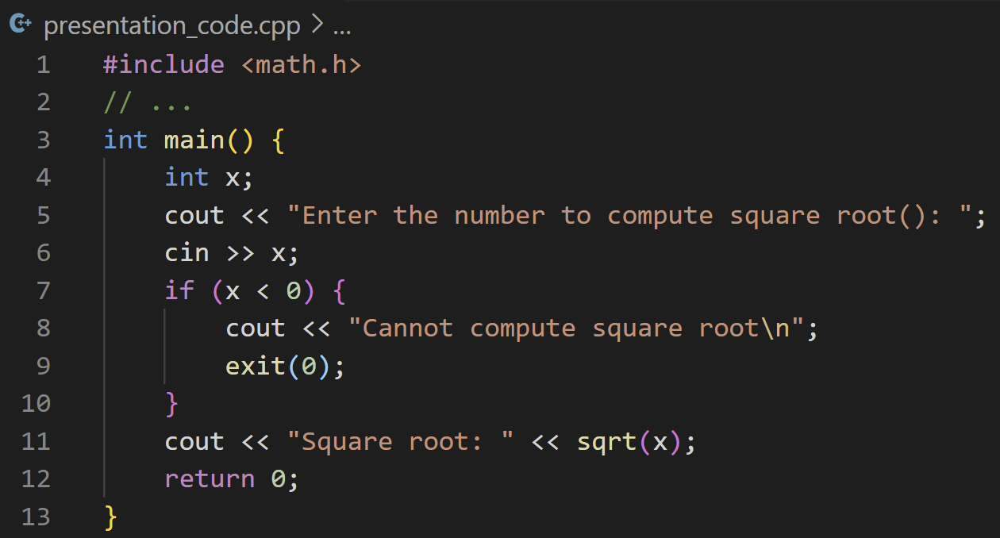 presentation_code.cpp > ...
1 #include <math.h>
2 // ...
3 int main() {
4     int x;
5     cout << "Enter the number to compute square root(): ";
6     cin >> x;
7     if (x < 0) {
8         cout << "Cannot compute square root\n";
9         exit(0);
10     }
11     cout << "Square root: " << sqrt(x);
12     return 0;
13 }